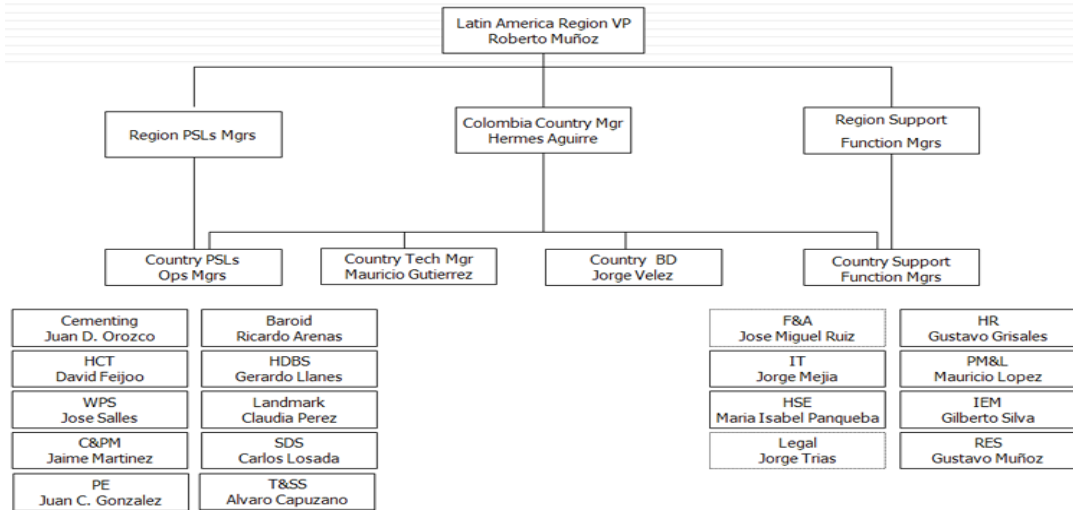 Latin America Region VP
Roberto Muñoz
Region PSLs Mgrs
Colombia Country Mgr
Hermes Aguirre
Region Support
Function Mgrs
Country PSLs
Ops Mgrs
Country Tech Mgr
Mauricio Gutierrez
Country BD
Jorge Velez
Country Support
Function Mgrs
Cementing
Juan D. Orozco
Baroid
Ricardo Arenas
HCT
David Feijoo
HDBS
Gerardo Llanes
WPS
Jose Salles
Landmark
Claudia Perez
C&PM
Jaime Martinez
SDS
Carlos Losada
PE
Juan C. Gonzalez
T&SS
Alvaro Capuzano
F&A
Jose Miguel Ruiz
HR
Gustavo Grisales
IT
Jorge Mejia
PM&L
Mauricio Lopez
HSE
Maria Isabel Panqueba
IEM
Gilberto Silva
Legal
Jorge Trias
RES
Gustavo Muñoz